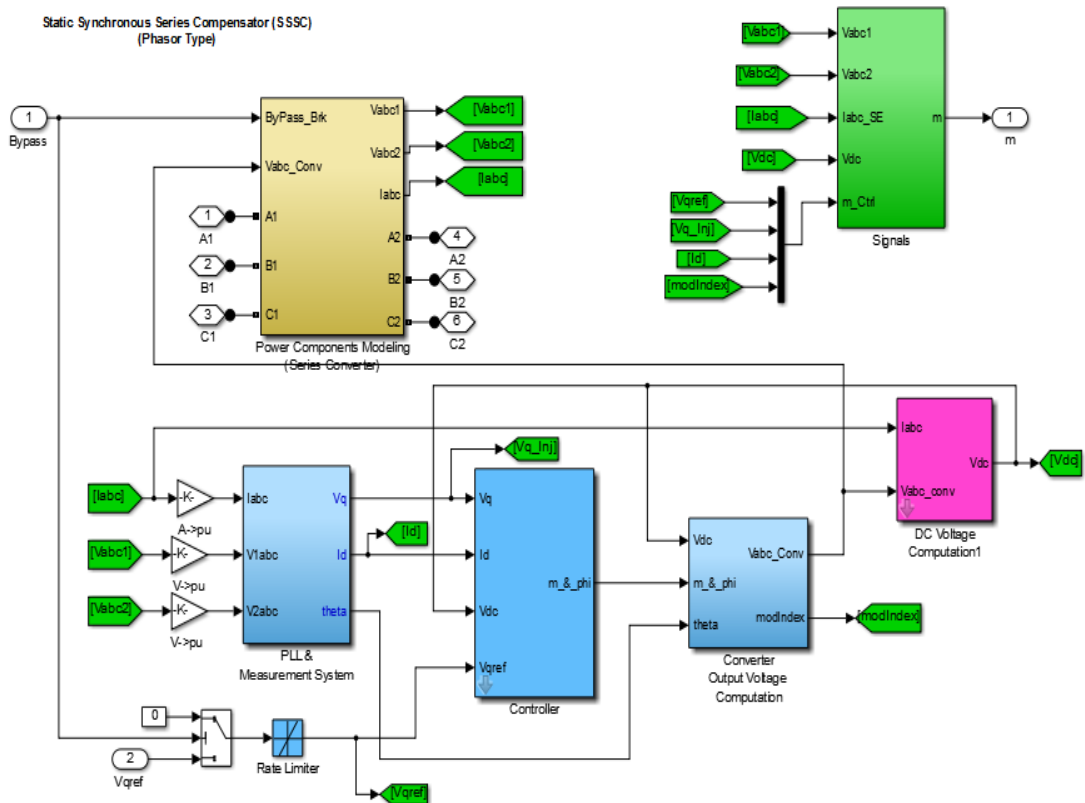 Static Synchronous Series Compensator (SSSC)
(Phasor Type)
1
Bypass
ByPass_Brk
Vabc_Conv
A1
B1
C1
Vabc1
Vabc2
Iabc
A2
B2
C2
Power Components Modeling
(Series Converter)
[Vabc1]
[Vabc2]
[Iabc]
1
A1
2
B1
3
C1
4
A2
5
B2
6
C2
[Vabc1]
[Vabc2]
[Iabc]
[Vdc]
[Vqref]
[Vq_Inj]
[Id]
[modIndex]
Vabc1
Vabc2
Iabc_SE
Vdc
m_Ctrl
m
Signals
1
m
[Iabc]
-K-
A->pu
[Vabc1]
-K-
V->pu
[Vabc2]
-K-
V->pu
Iabc
V1abc
V2abc
Vq
Id
theta
PLL &
Measurement System
[Vq_Inj]
[Id]
Vq
Id
Vdc
Vqref
m_&_phi
Controller
Vdc
m_&_phi
theta
Vabc_Conv
modIndex
Converter
Output Voltage
Computation
[modIndex]
Iabc
Vabc_conv
Vdc
DC Voltage
Computation1
[Vdc]
0
2
Vqref
Rate Limiter
[Vqref]